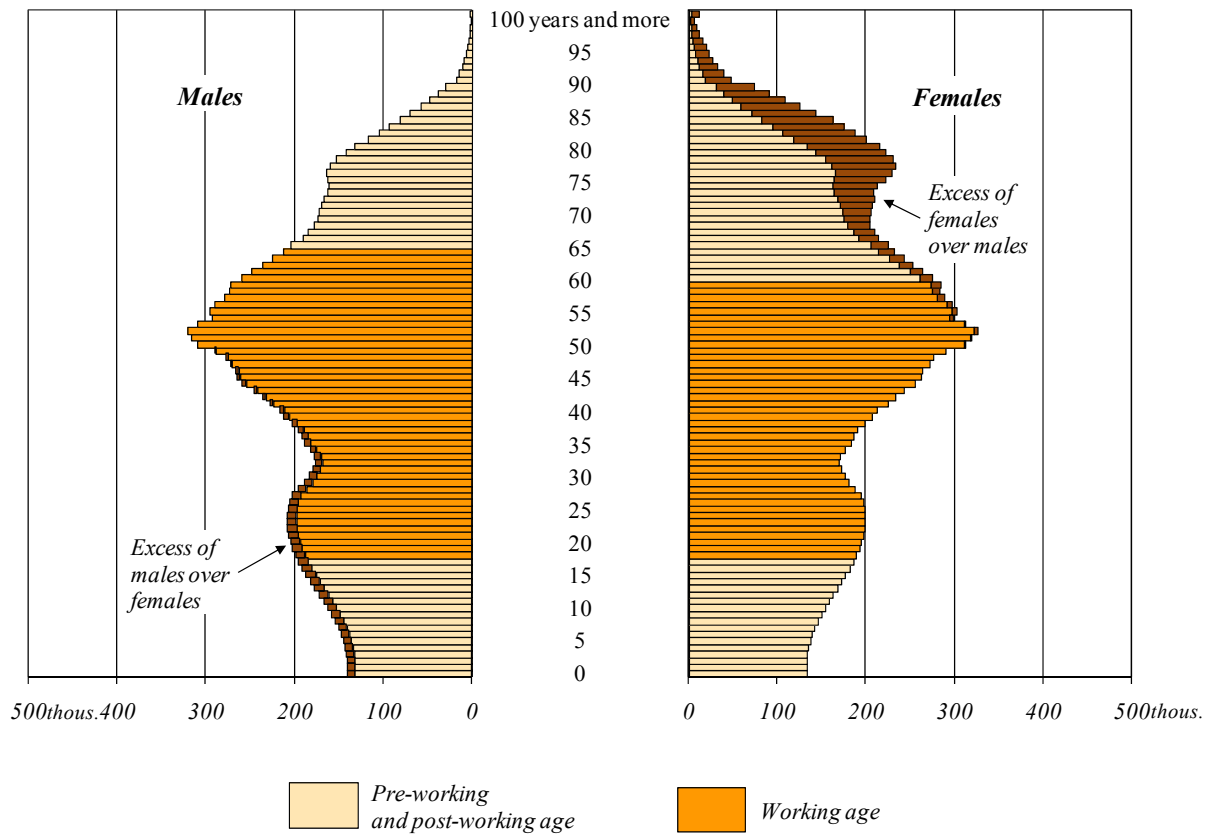 100 years and more
95
90
85
80
75
70
65
60
55
50
45
40
35
30
25
20
15
10
5
0
Males
Females
Excess of
females
over males
Excess of
males over
females
500thous. 400 300 200 100 0
0 100 200 300 400 500thous.
Pre-working
and post-working age
Working age